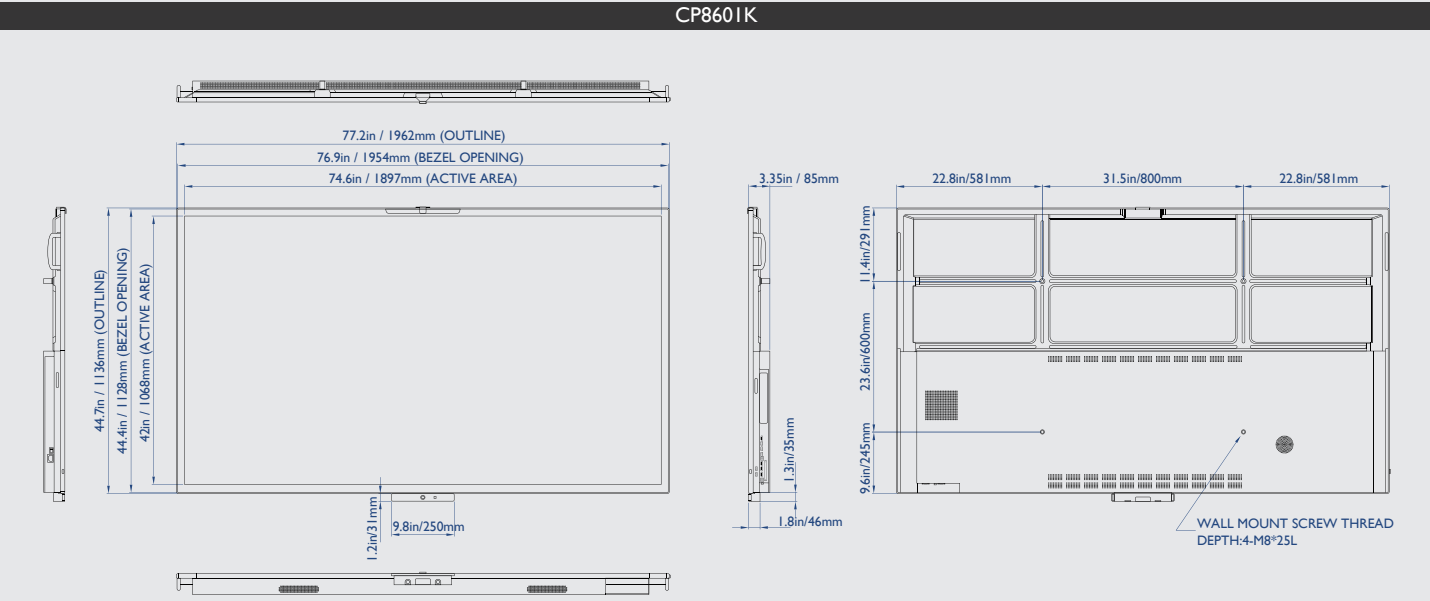 CP8601K
77.2in / 1962mm (OUTLINE)
76.9in / 1954mm (BEZEL OPENING)
74.6in / 1897mm (ACTIVE AREA)
44.7in / 1136mm (OUTLINE)
44.4in / 1128mm (BEZEL OPENING)
42in / 1068mm (ACTIVE AREA)
1.2in/31mm
9.8in/250mm
3.35in / 85mm
1.3in/35mm
1.8in/46mm
22.8in/581mm
31.5in/800mm
22.8in/581mm
11.4in/291mm
23.6in/600mm
9.6in/245mm
WALL MOUNT SCREW THREAD
DEPTH:4-M8*25L